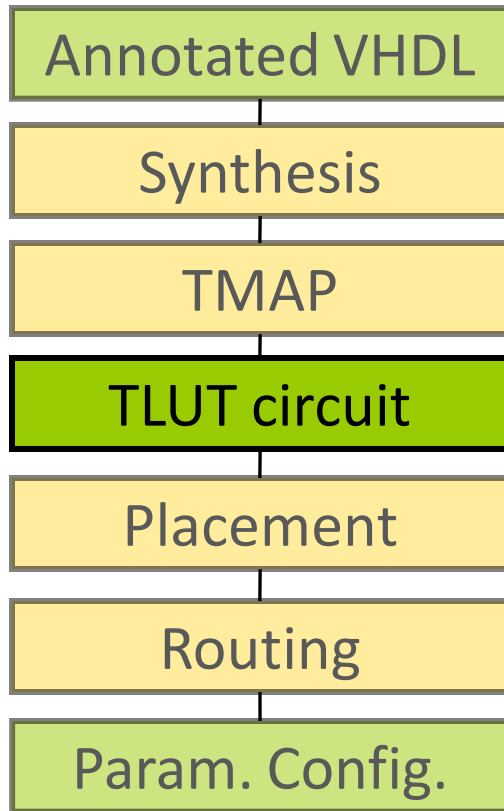 Annotated VHDL
Synthesis
TMAP
TLUT circuit
Placement
Routing
Param. Config.